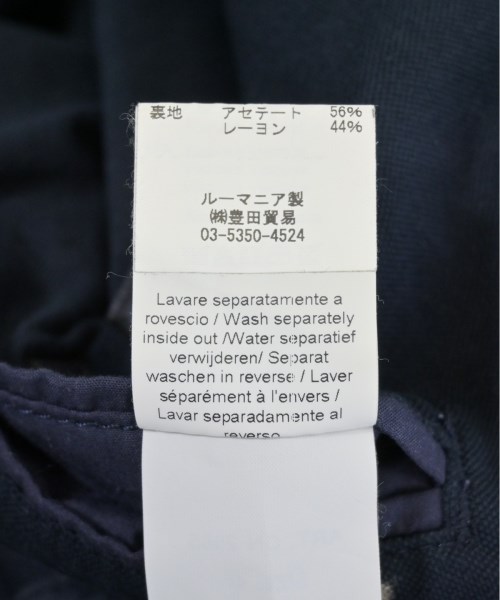 裏地 アセテート 56%
レーヨン 44%
ルーマニア製
㈱豊田貿易
03-5350-4524
Lavare separatamente a
rovescio / Wash separately
inside out /Water separatief
verwijderen/ Separat
waschen in reverse / Laver
séparément à l'envers /
Lavar separadamente al
reverso